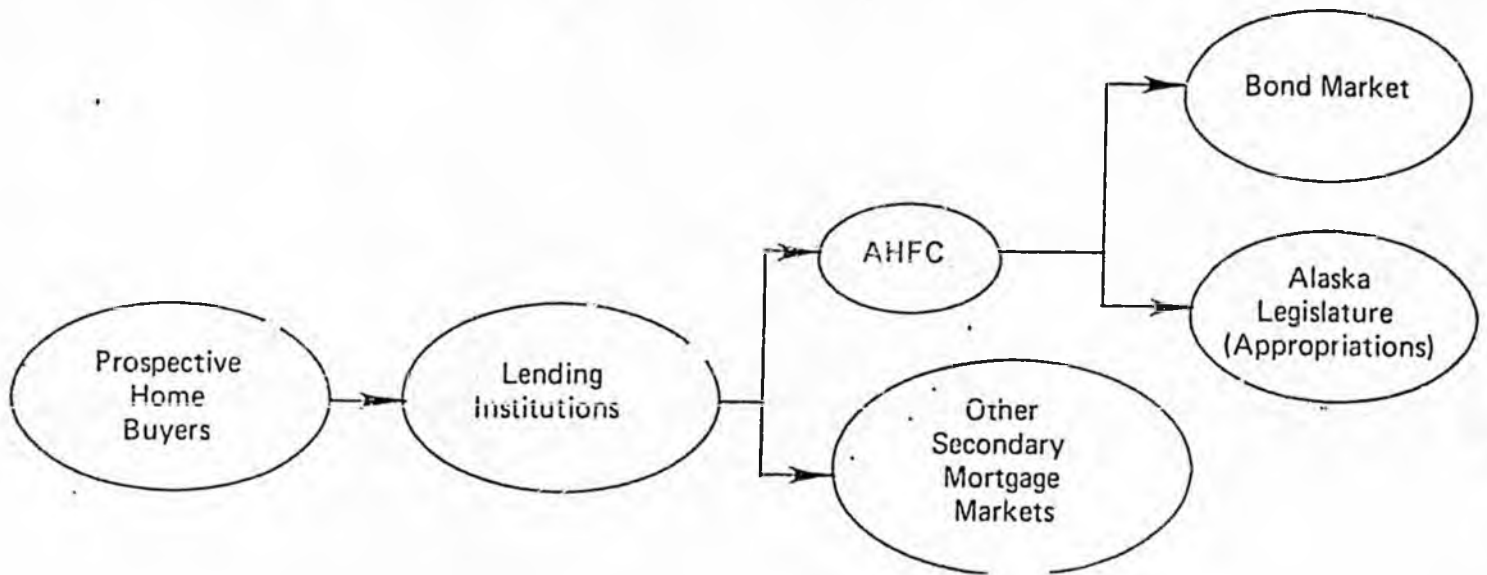 Bond Market
AHFC
Alaska
Legislature
(Appropriations)
Prospective
Home
Buyers
Lending
Institutions
Other
Secondary
Mortgage
Markets